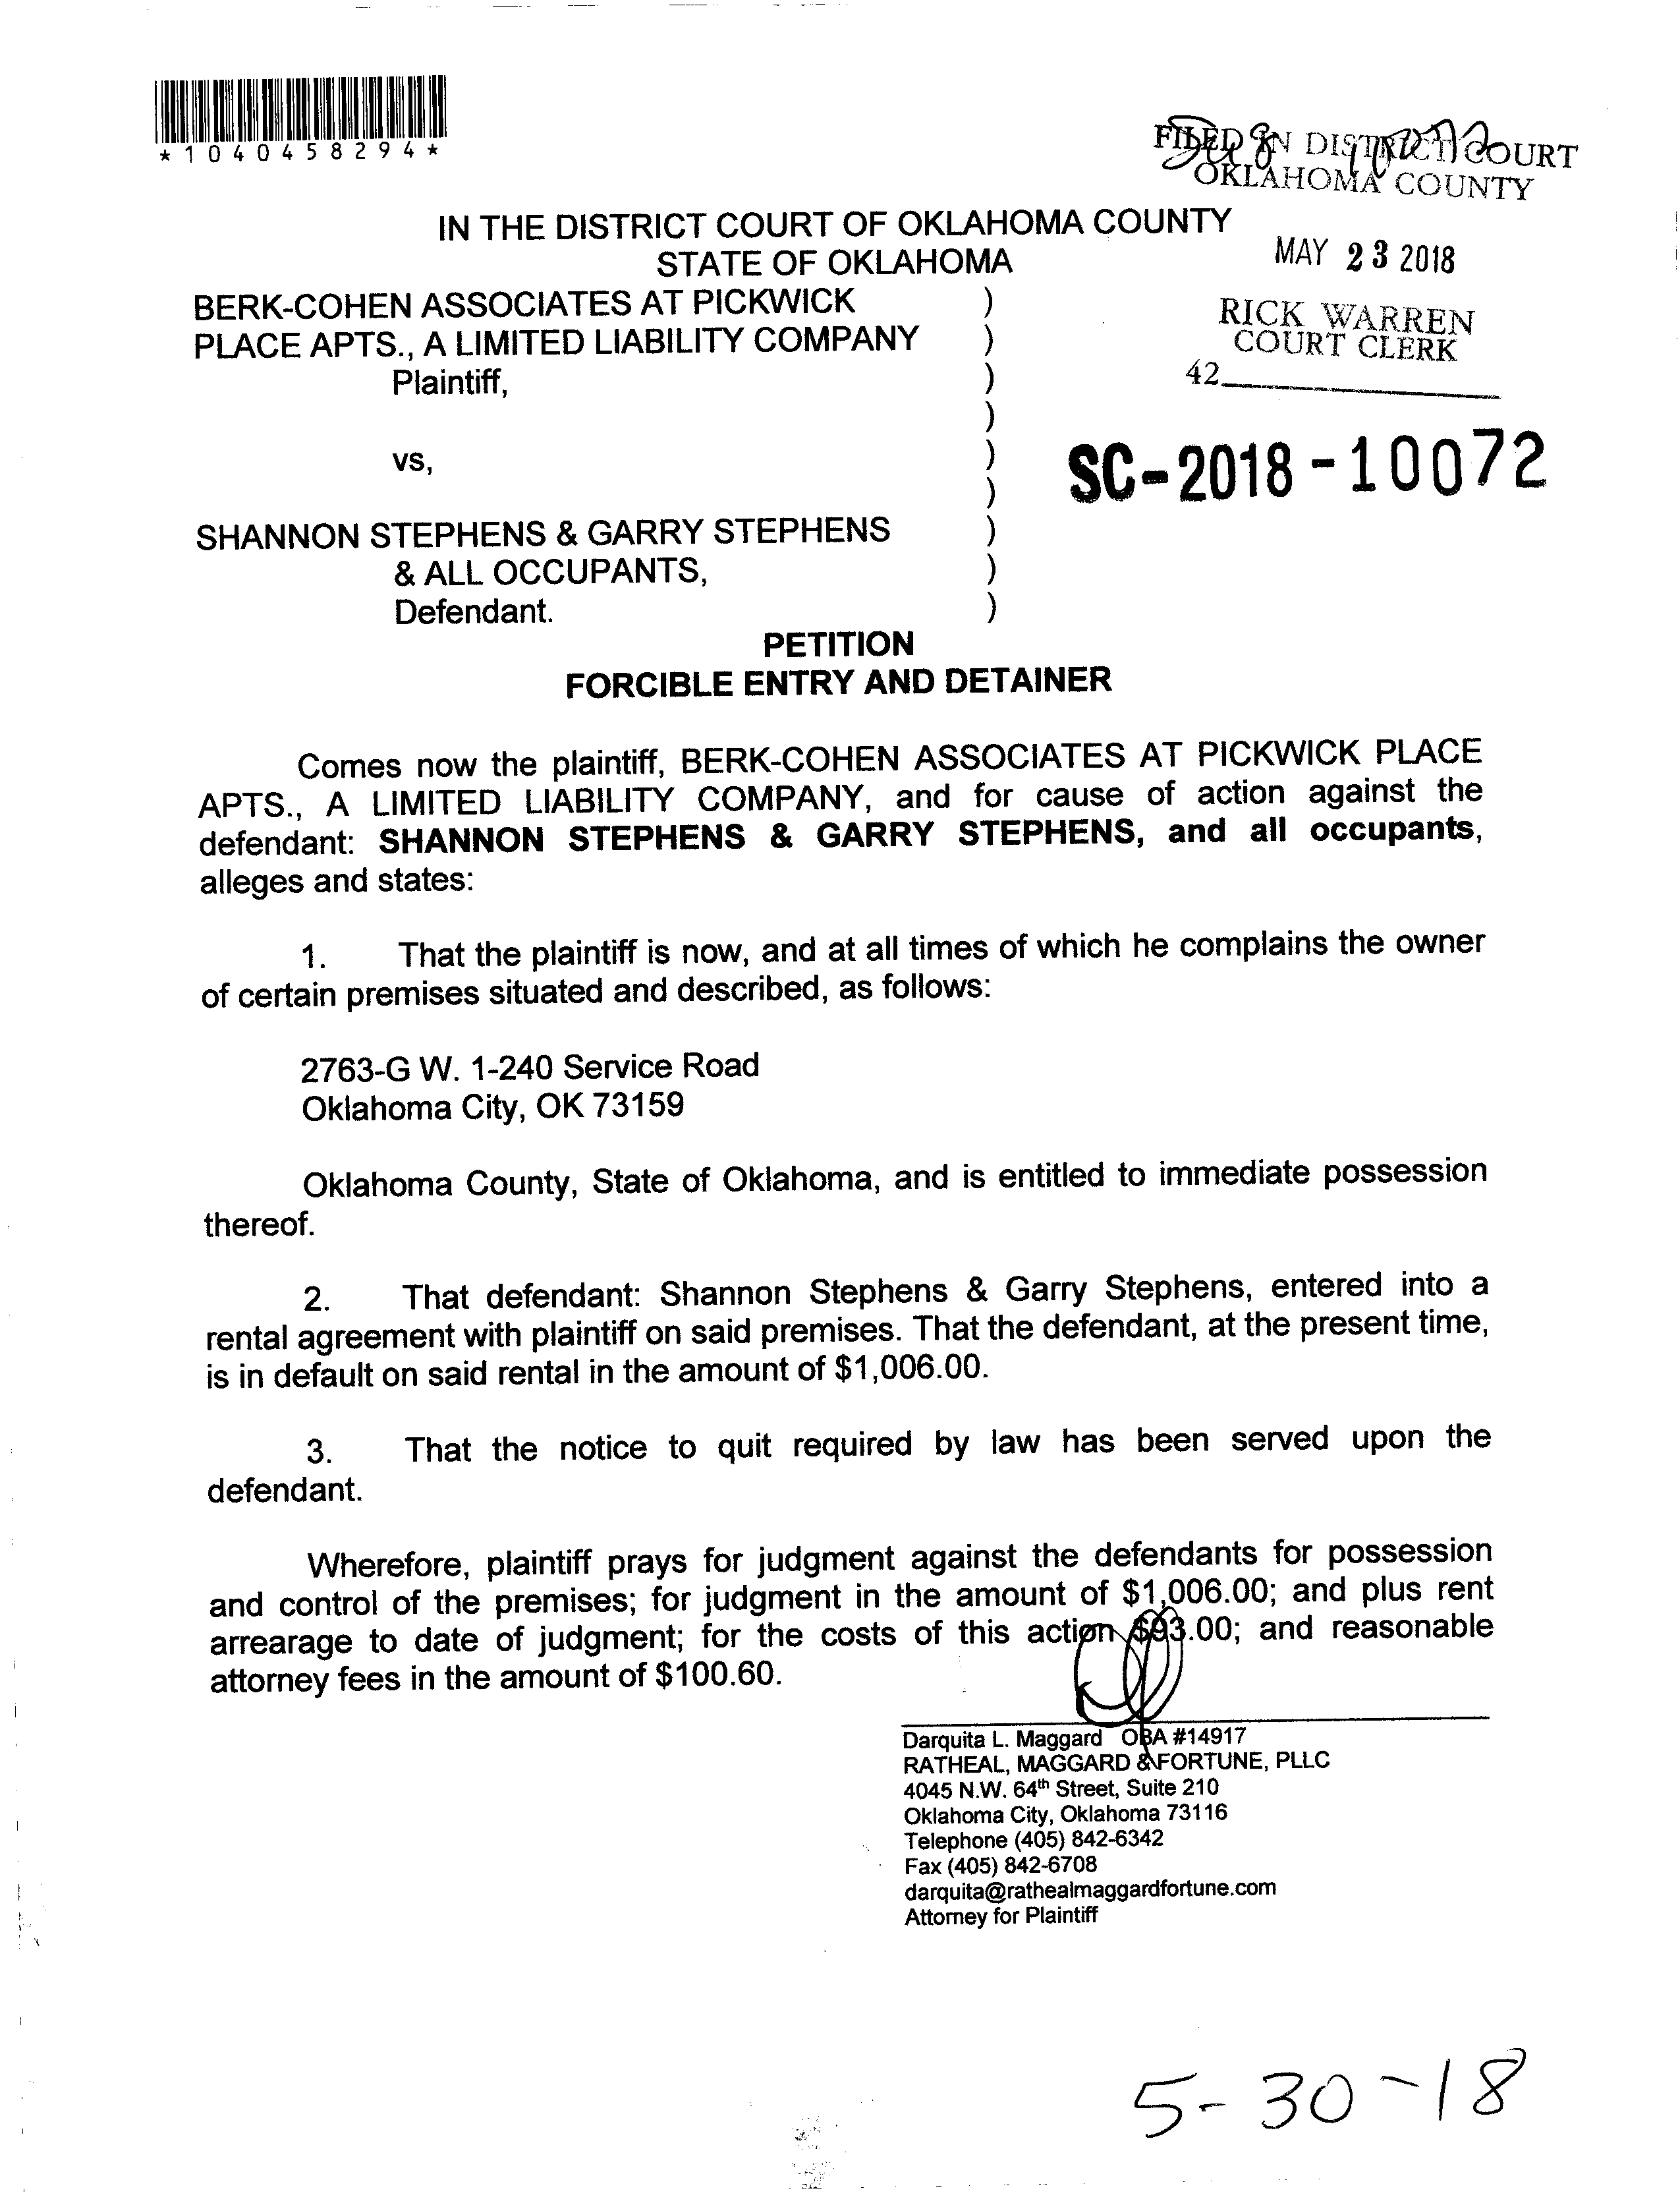 *1040458294*
FILED IN DISTRICT COURT
OKLAHOMA COUNTY
IN THE DISTRICT COURT OF OKLAHOMA COUNTY
STATE OF OKLAHOMA
MAY 23 2018
BERK-COHEN ASSOCIATES AT PICKWICK )
PLACE APTS., A LIMITED LIABILITY COMPANY )
RICK WARREN
COURT CLERK
Plaintiff, )
42
)
vs, )
)
SC-2018-10072
SHANNON STEPHENS & GARRY STEPHENS )
& ALL OCCUPANTS, )
Defendant. )
PETITION
FORCIBLE ENTRY AND DETAINER
Comes now the plaintiff, BERK-COHEN ASSOCIATES AT PICKWICK PLACE
APTS., A LIMITED LIABILITY COMPANY, and for cause of action against the
defendant: SHANNON STEPHENS & GARRY STEPHENS, and all occupants,
alleges and states:
1. That the plaintiff is now, and at all times of which he complains the owner
of certain premises situated and described, as follows:
2763-G W. 1-240 Service Road
Oklahoma City, OK 73159
Oklahoma County, State of Oklahoma, and is entitled to immediate possession
thereof.
2. That defendant: Shannon Stephens & Garry Stephens, entered into a
rental agreement with plaintiff on said premises. That the defendant, at the present time,
is in default on said rental in the amount of $1,006.00.
3. That the notice to quit required by law has been served upon the
defendant.
Wherefore, plaintiff prays for judgment against the defendants for possession
and control of the premises; for judgment in the amount of $1,006.00; and plus rent
arrearage to date of judgment; for the costs of this action $93.00; and reasonable
attorney fees in the amount of $100.60.
Darquita L. Maggard OBA #14917
RATHEAL, MAGGARD & FORTUNE, PLLC
4045 N.W. 64th Street, Suite 210
Oklahoma City, Oklahoma 73116
Telephone (405) 842-6342
Fax (405) 842-6708
darquita@rathealmaggardfortune.com
Attorney for Plaintiff
5-30-18